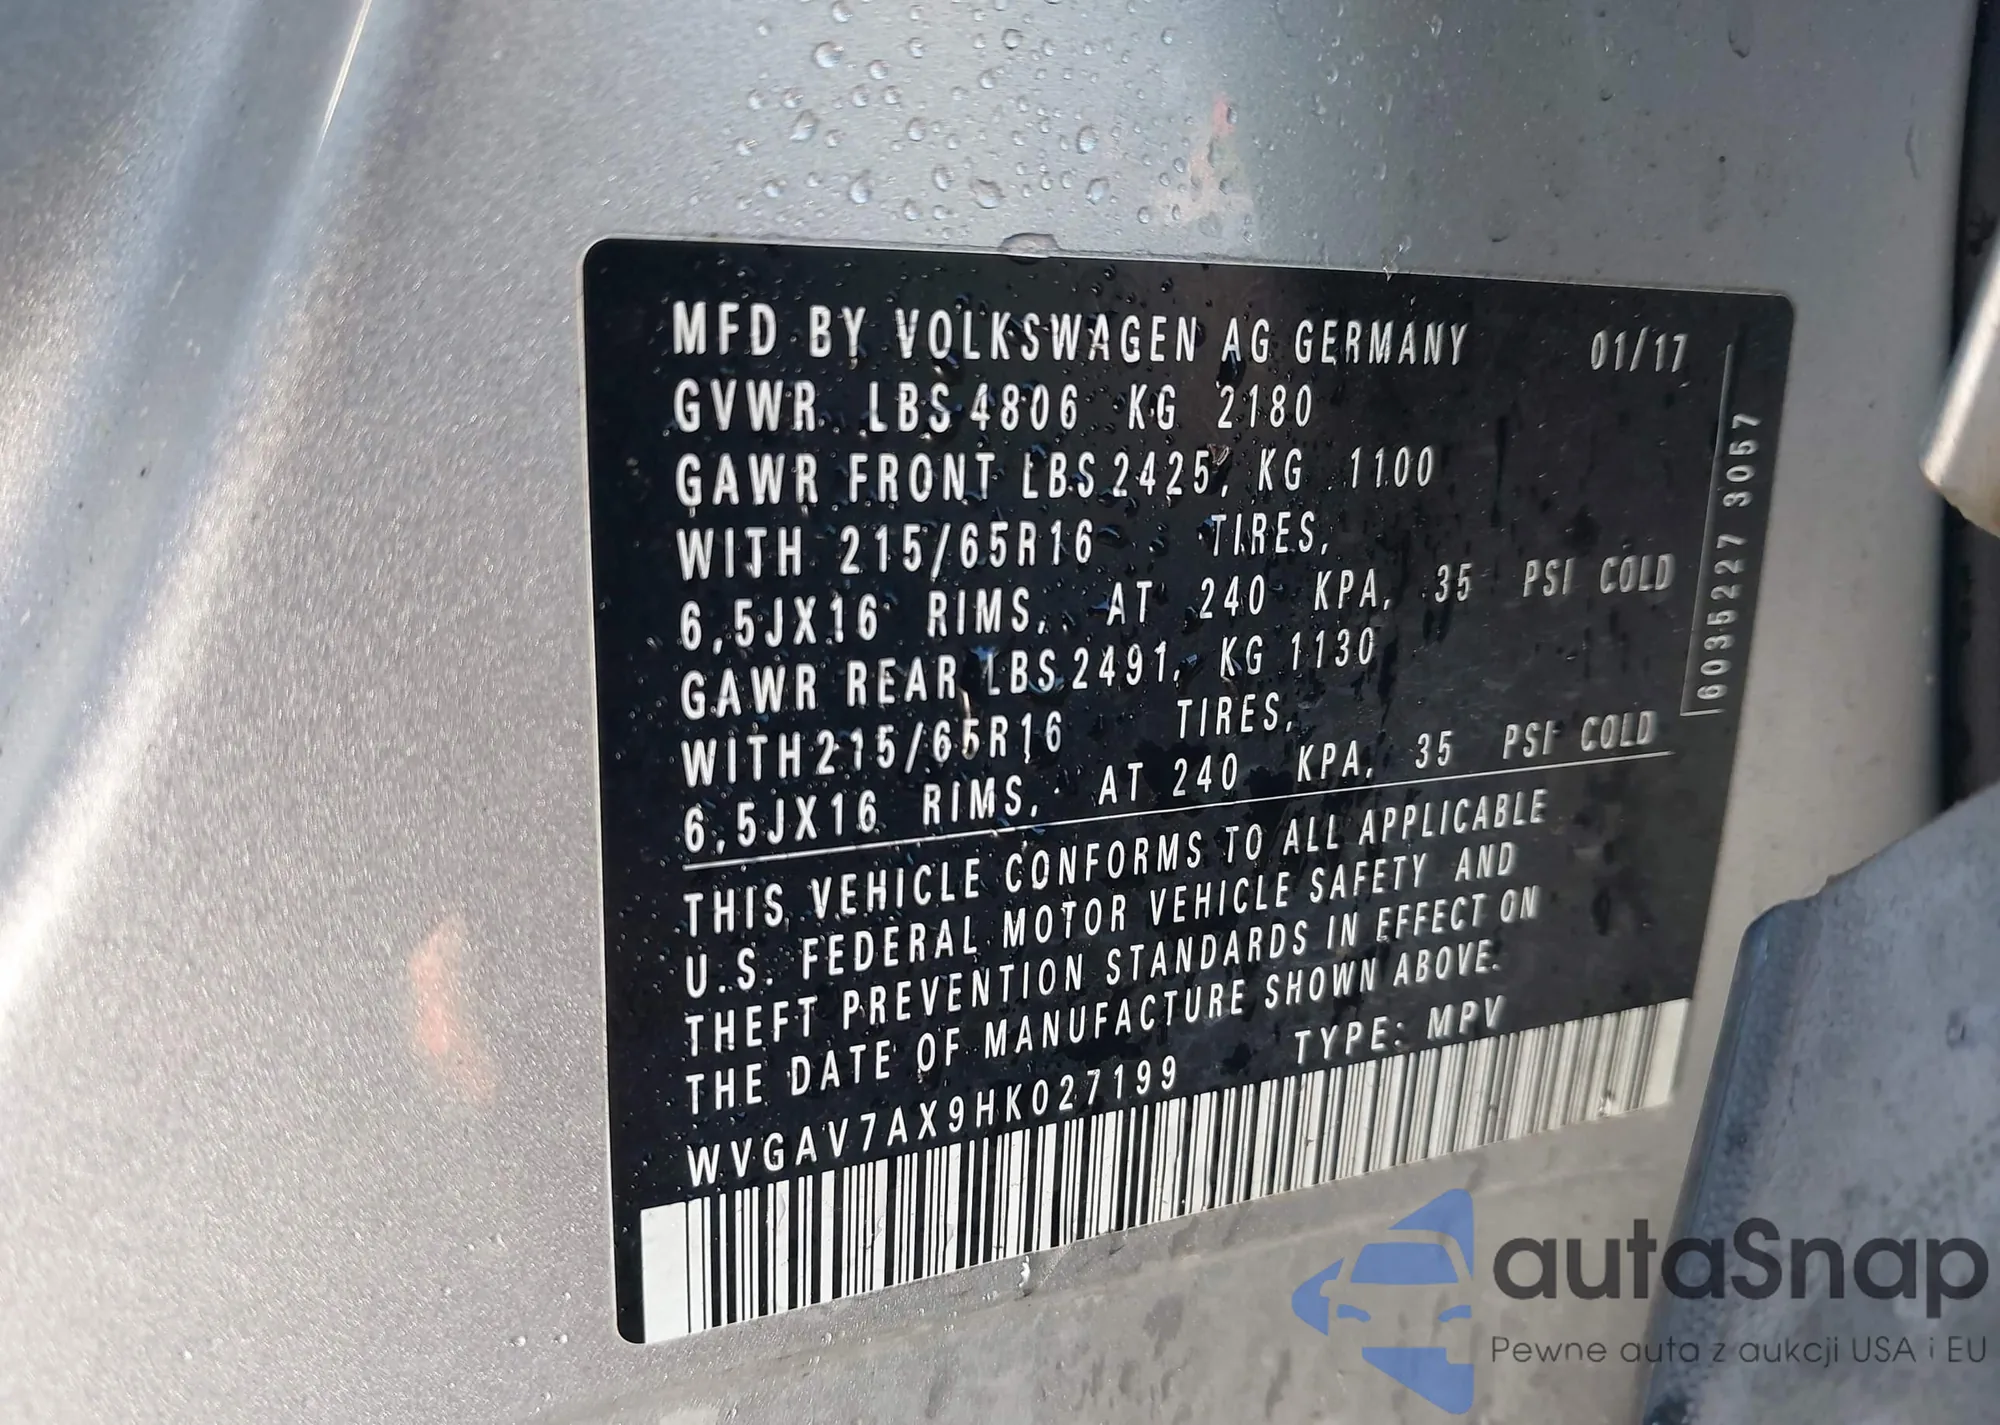 MFD BY VOLKSWAGEN AG GERMANY 01/17
GVWR LBS 4806 KG 2180
GAWR FRONT LBS 2425, KG 1100
WITH 215/65R16 TIRES,
6,5JX16 RIMS, AT 240 KPA, 35 PSI COLD
GAWR REAR LBS 2491, KG 1130
WITH 215/65R16 TIRES,
6,5JX16 RIMS, AT 240 KPA, 35 PSI COLD
THIS VEHICLE CONFORMS TO ALL APPLICABLE
U.S. FEDERAL MOTOR VEHICLE SAFETY AND
THEFT PREVENTION STANDARDS IN EFFECT ON
THE DATE OF MANUFACTURE SHOWN ABOVE.
WVGAV7AX9HK027199 TYPE: MPV
6035227 3057
autaSnap
Pewne auta z aukcji USA i EU